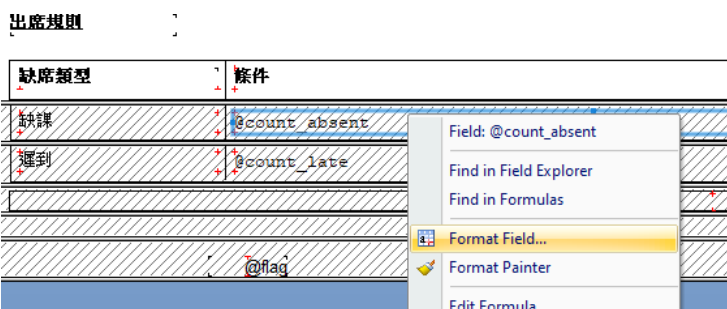 出席規則
缺席類型 條件
缺課 @count_absent
遲到 @count_late
@flag
Field: @count_absent
Find in Field Explorer
Find in Formulas
Format Field...
Format Painter
Edit Formula